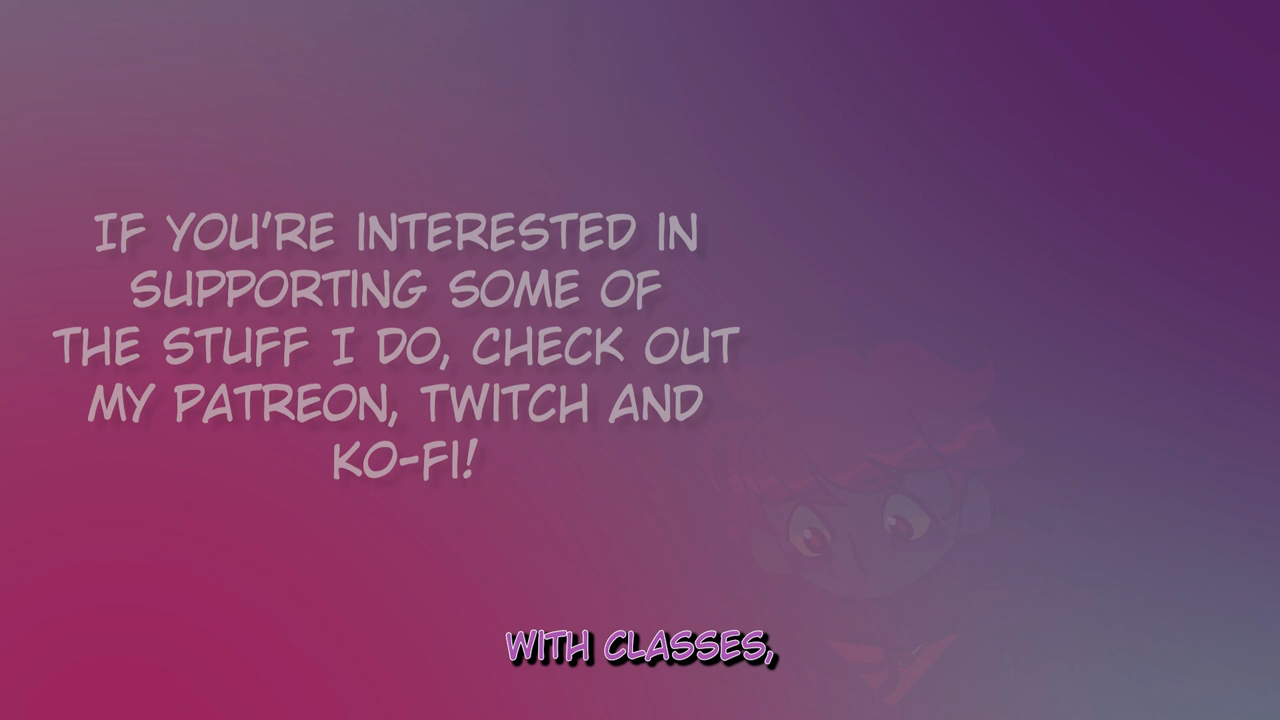 IF YOU'RE INTERESTED IN
SUPPORTING SOME OF
THE STUFF I DO, CHECK OUT
MY PATREON, TWITCH AND
KO-FI!
WITH CLASSES,